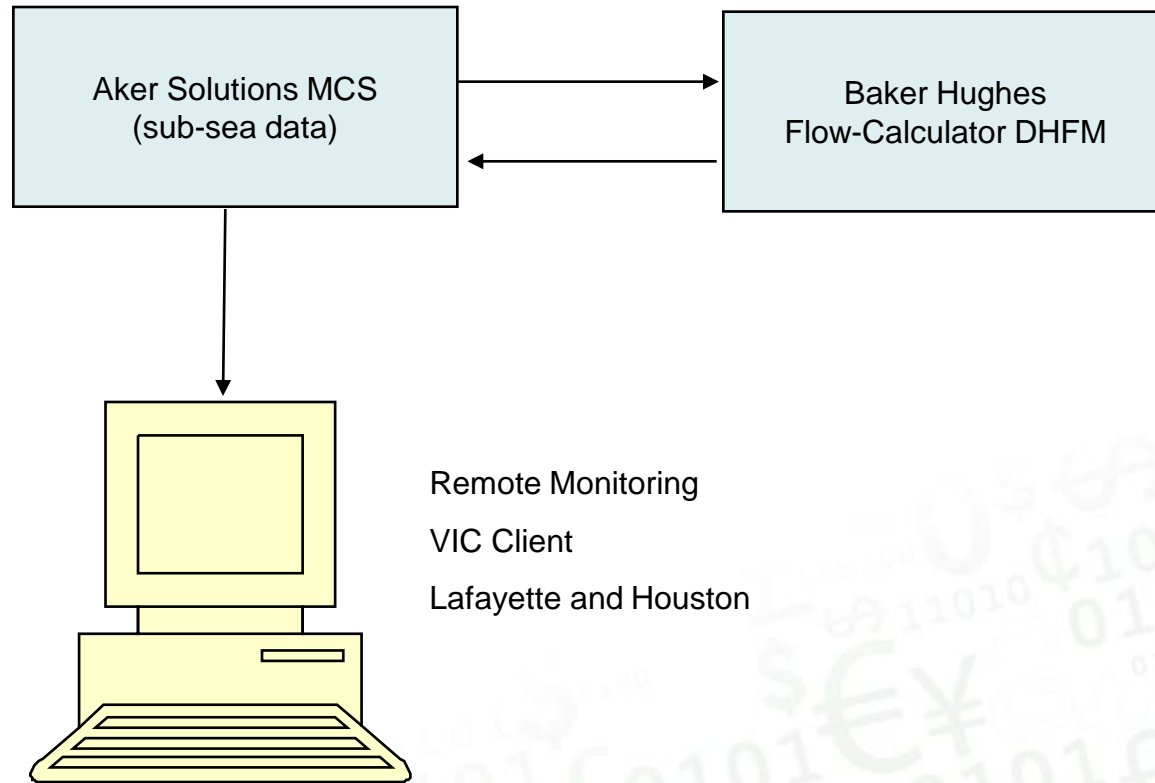 Aker Solutions MCS
(sub-sea data)
Baker Hughes
Flow-Calculator DHFM
Remote Monitoring
VIC Client
Lafayette and Houston